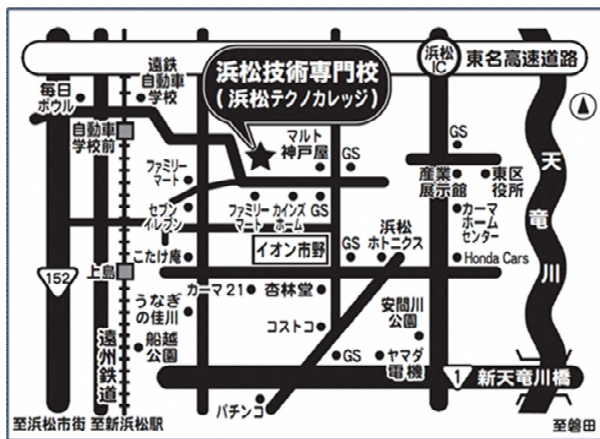 浜松
IC
東名高速道路
遠鉄
自動車
学校
浜松技術専門校
(浜松テクノカレッジ)
毎日
ボウル
自動車
学校前
マルト
神戸屋
GS
GS
産業
展示館
東区
役所
天竜川
ファミリー
マート
セブン
イレブン
ファミリー
マート
カインズ
ホーム
GS
カーマ
ホーム
センター
浜松
ホトニクス
イオン市野
GS
こたけ庵
Honda Cars
152
上島
カーマ21
杏林堂
うなぎ
の佳川
コストコ
安間川
公園
遠州鉄道
船越
公園
GS
ヤマダ
電機
1
新天竜川橋
パチンコ
至浜松市街
至新浜松駅
至磐田